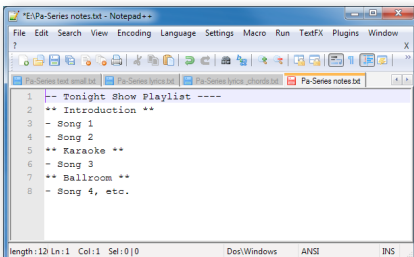 *E:\Pa-Series notes.txt - Notepad++
File Edit Search View Encoding Language Settings Macro Run TextFX Plugins Window
? X
Pa-Series text small.txt Pa-Series lyrics.txt Pa-Series lyrics_chords.txt Pa-Series notes.txt
1 -- Tonight Show Playlist ----
2 ** Introduction **
3 - Song 1
4 - Song 2
5 ** Karaoke **
6 - Song 3
7 ** Ballroom **
8 - Song 4, etc.
length : 12( Ln : 1 Col : 1 Sel : 0 | 0 Dos\Windows ANSI INS